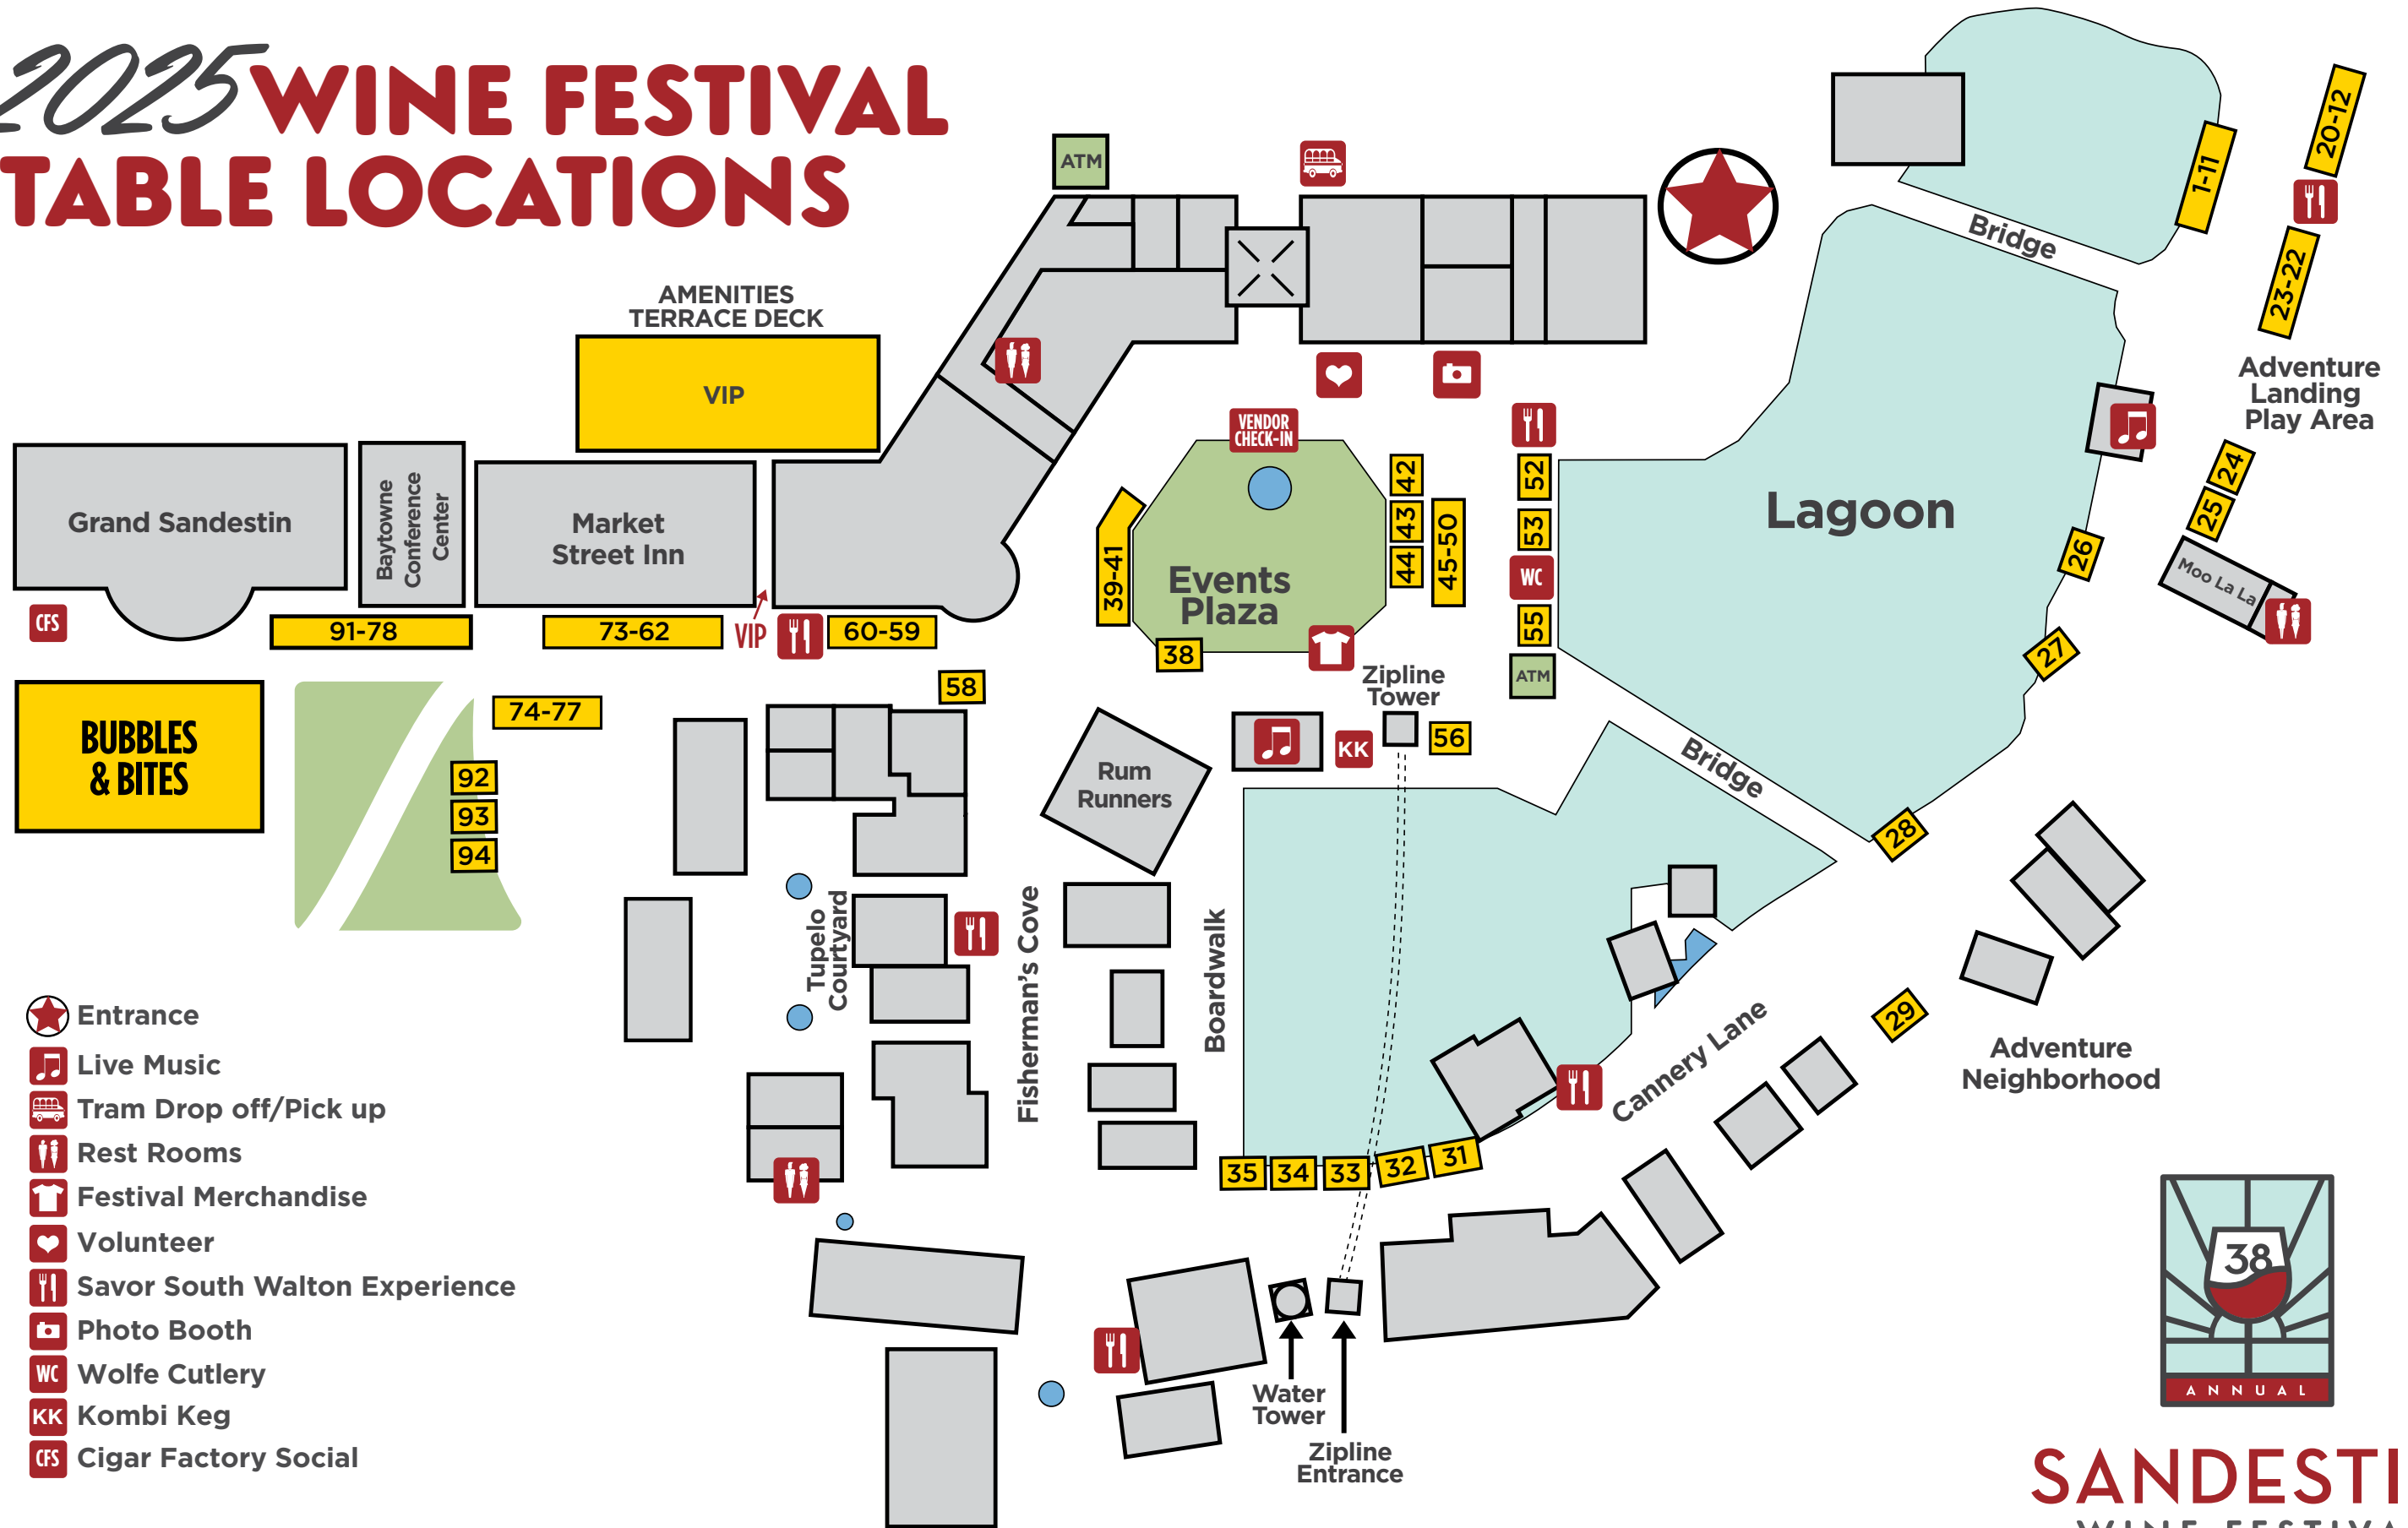 2025 WINE FESTIVAL
TABLE LOCATIONS
ATM
AMENITIES
TERRACE DECK
VIP
Grand Sandestin
Baytowne
Conference
Center
Market
Street Inn
CFS
91-78
73-62
VIP
60-59
BUBBLES
& BITES
74-77
92
93
94
58
VENDOR
CHECK-IN
39-41
Events
Plaza
38
42
43
44
45-50
52
53
WC
55
ATM
Zipline
Tower
KK
56
Rum
Runners
Lagoon
Bridge
Bridge
1-11
20-12
23-22
Adventure
Landing
Play Area
24
25
Moo La La
26
27
28
29
Adventure
Neighborhood
Cannery Lane
Tupelo
Courtyard
Fisherman's Cove
Boardwalk
35
34
33
32
31
Water
Tower
Zipline
Entrance
Entrance
Live Music
Tram Drop off/Pick up
Rest Rooms
Festival Merchandise
Volunteer
Savor South Walton Experience
Photo Booth
WC Wolfe Cutlery
KK Kombi Keg
CFS Cigar Factory Social
38
ANNUAL
SANDESTI
WINE FESTIVA